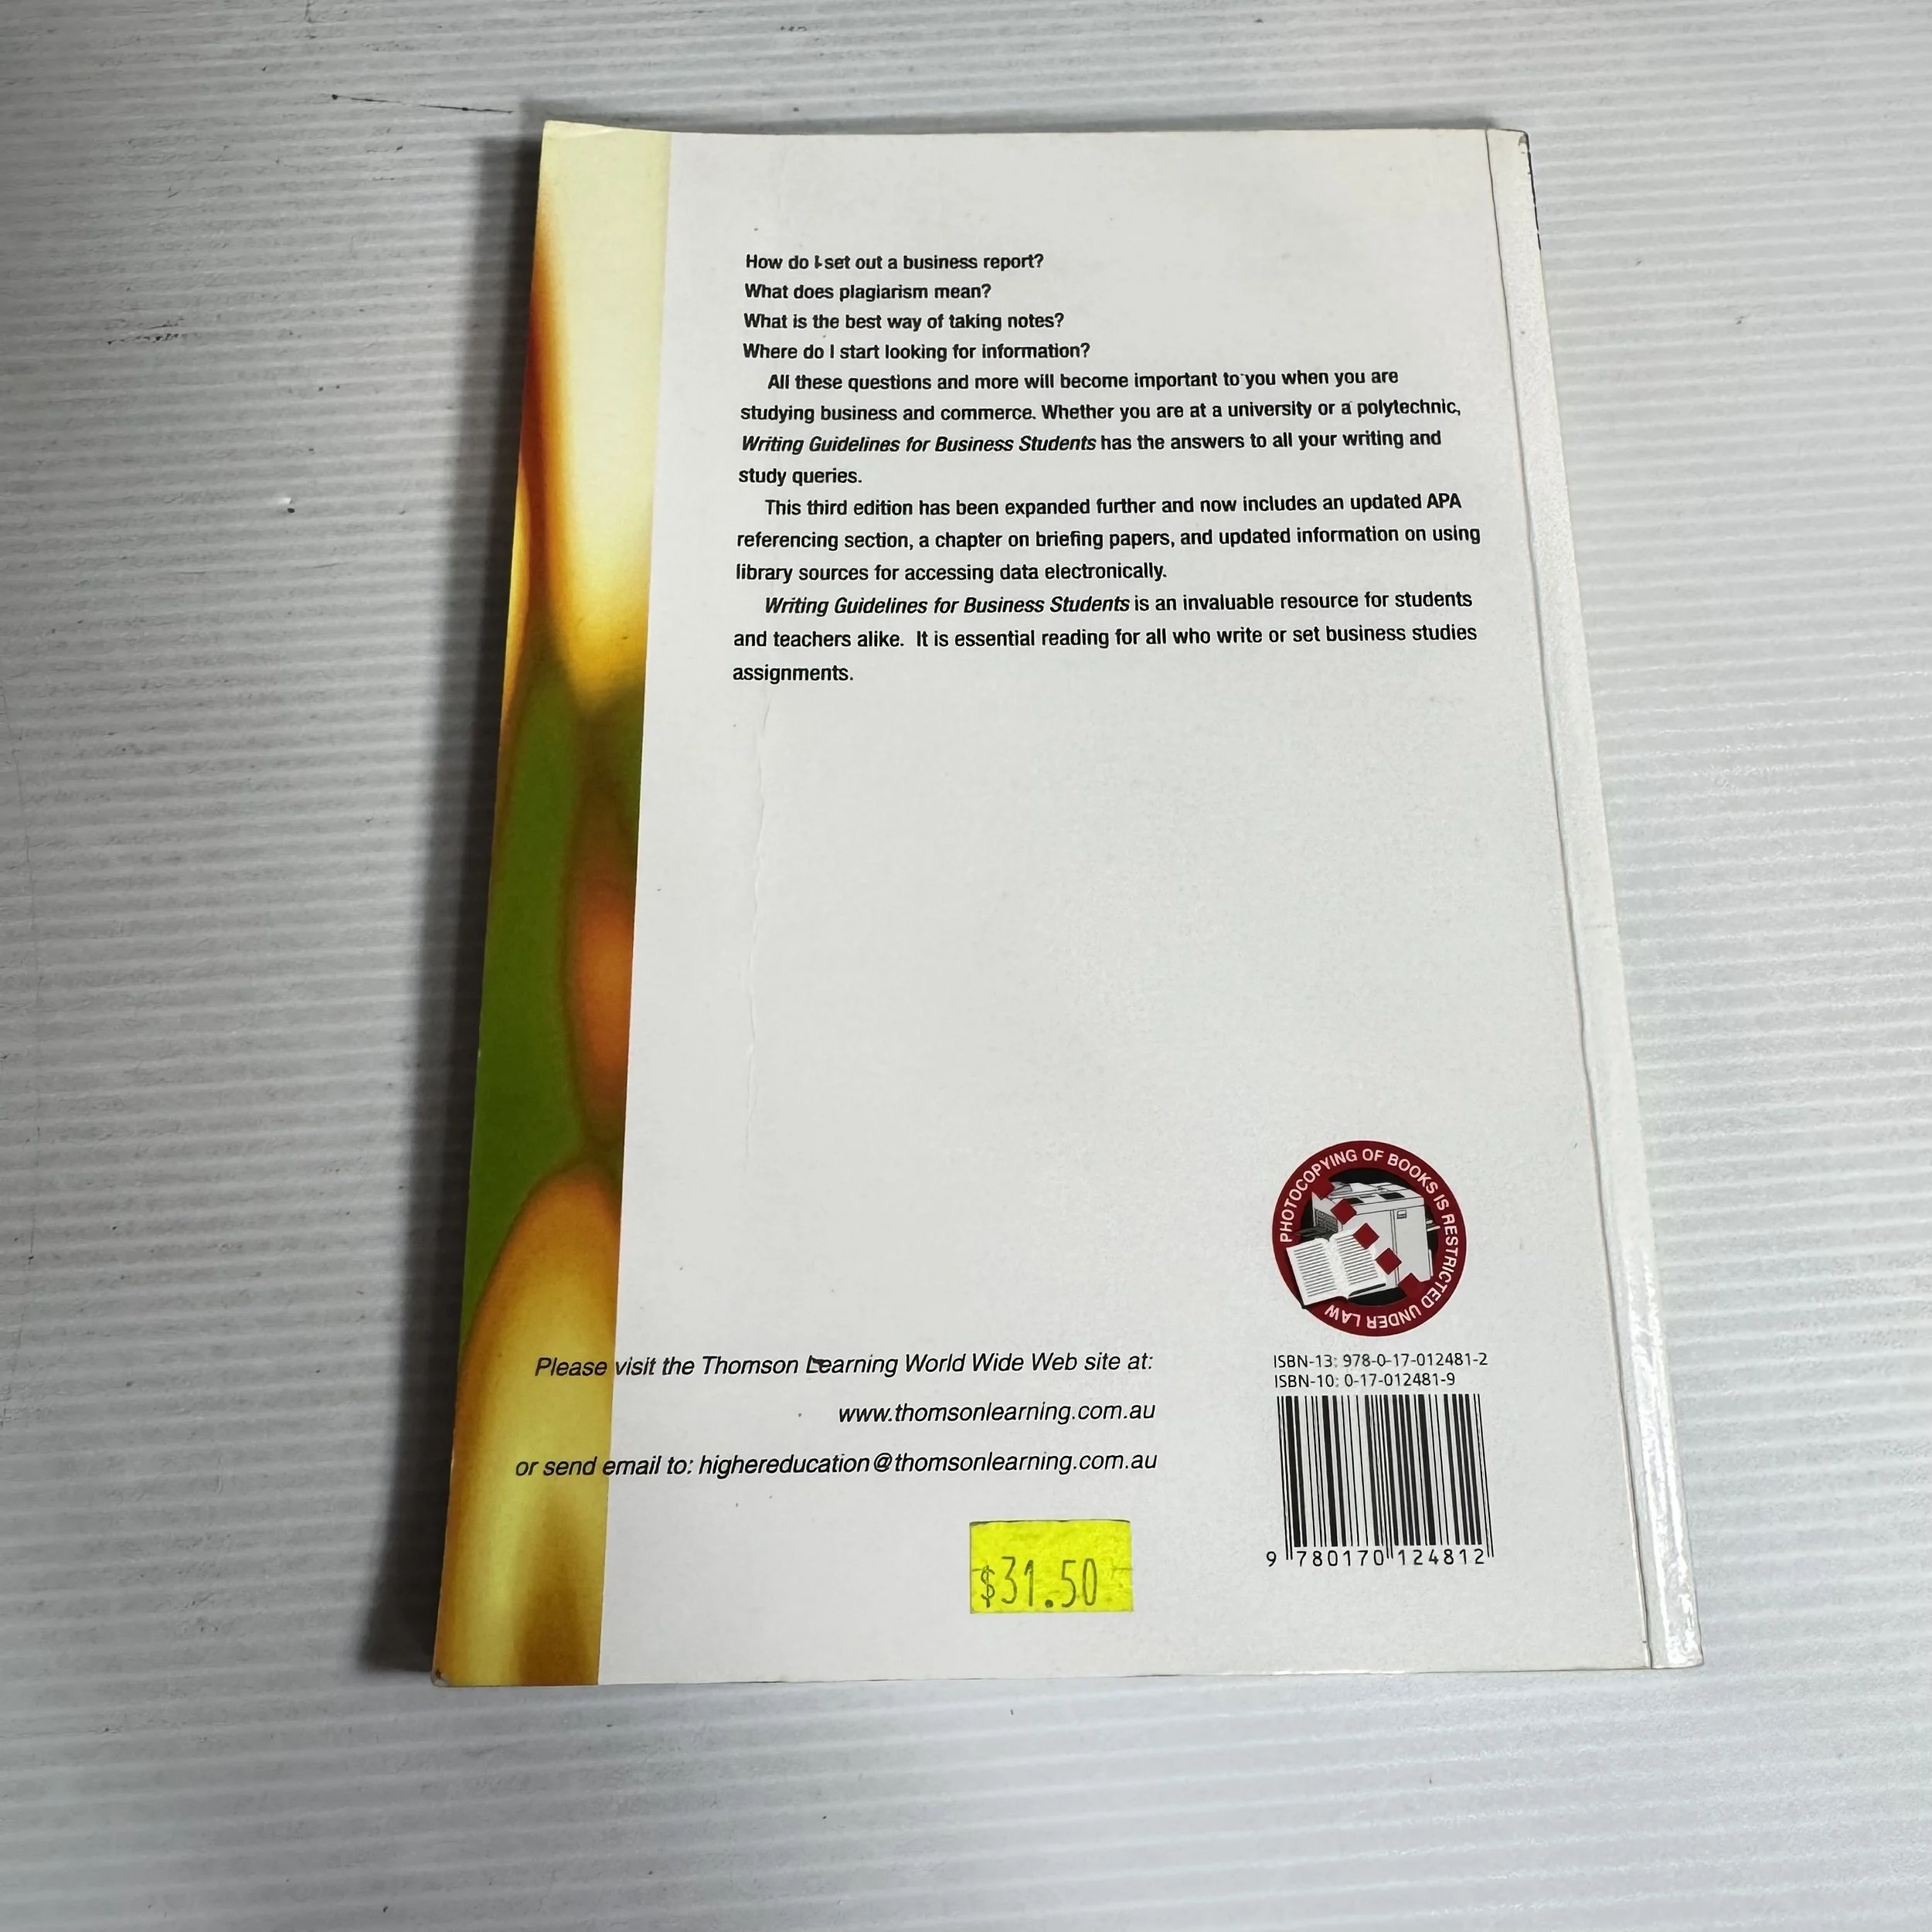 How do I set out a business report?
What does plagiarism mean?
What is the best way of taking notes?
Where do I start looking for information?
All these questions and more will become important to you when you are
studying business and commerce. Whether you are at a university or a polytechnic,
Writing Guidelines for Business Students has the answers to all your writing and
study queries.
This third edition has been expanded further and now includes an updated APA
referencing section, a chapter on briefing papers, and updated information on using
library sources for accessing data electronically.
Writing Guidelines for Business Students is an invaluable resource for students
and teachers alike. It is essential reading for all who write or set business studies
assignments.
PHOTOCOPYING OF BOOKS IS RESTRICTED UNDER LAW
Please visit the Thomson Learning World Wide Web site at:
www.thomsonlearning.com.au
or send email to: highereducation@thomsonlearning.com.au
ISBN-13: 978-0-17-012481-2
ISBN-10: 0-17-012481-9
9 780170 124812
$31.50